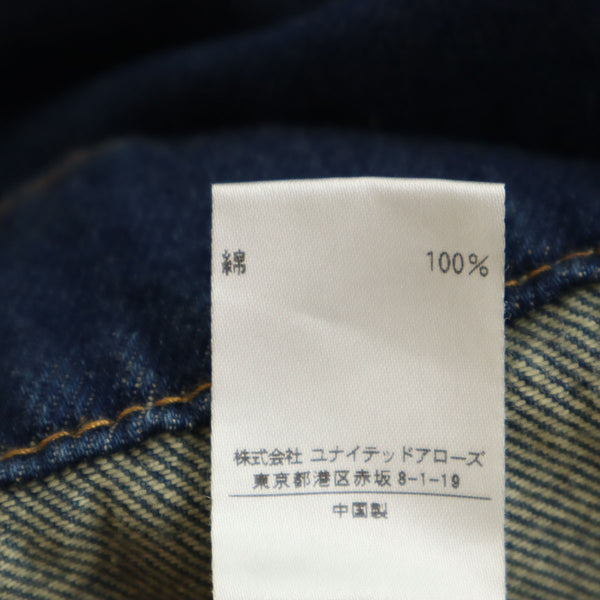 綿 100%
株式会社 ユナイテッドアローズ
東京都港区赤坂 8-1-19
中国製